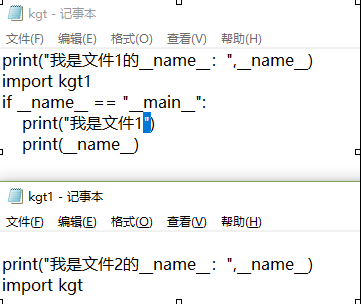 kgt - 记事本
文件(F) 编辑(E) 格式(O) 查看(V) 帮助(H)
print("我是文件1的__name__：",__name__)
import kgt1
if __name__ == "__main__":
    print("我是文件1")
    print(__name__)
kgt1 - 记事本
文件(F) 编辑(E) 格式(O) 查看(V) 帮助(H)
print("我是文件2的__name__：",__name__)
import kgt